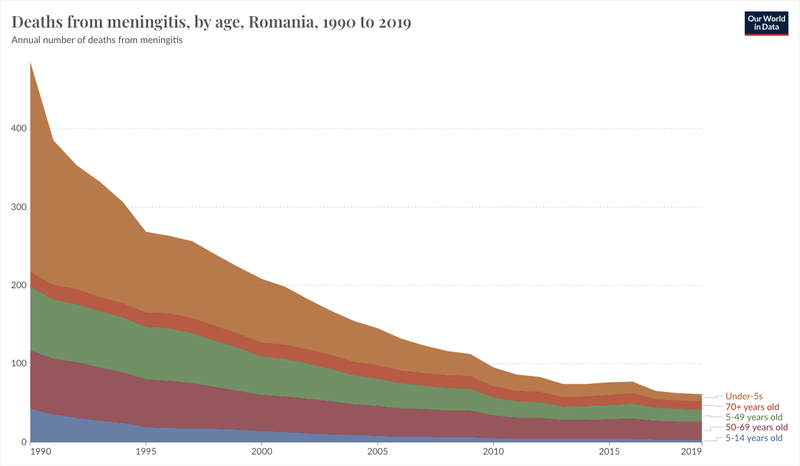 Deaths from meningitis, by age, Romania, 1990 to 2019
Annual number of deaths from meningitis
Our World
in Data
400
300
200
100
0
1990
1995
2000
2005
2010
2015
2019
Under-5s
70+ years old
5-49 years old
50-69 years old
5-14 years old